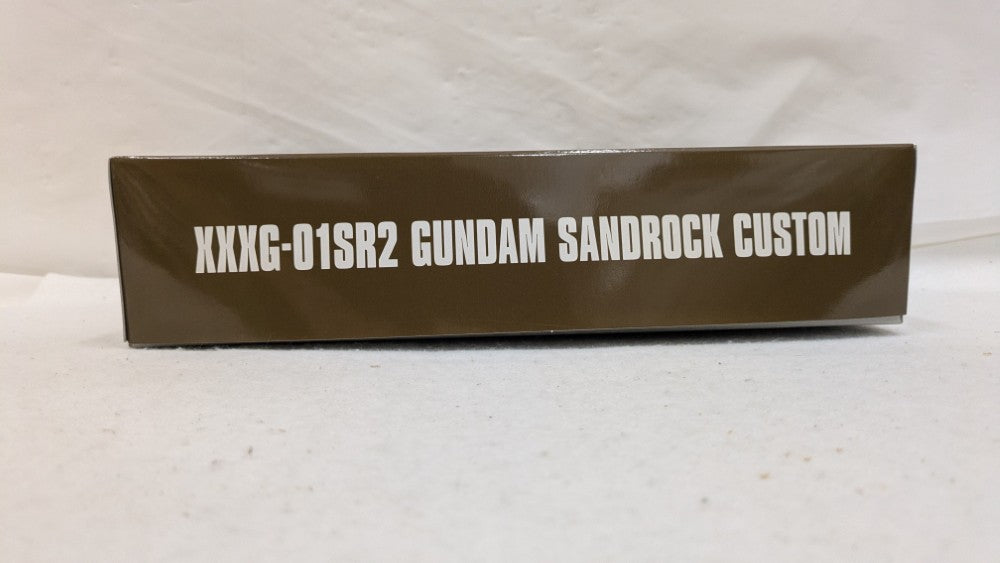 XXXG-01SR2 GUNDAM SANDROCK CUSTOM